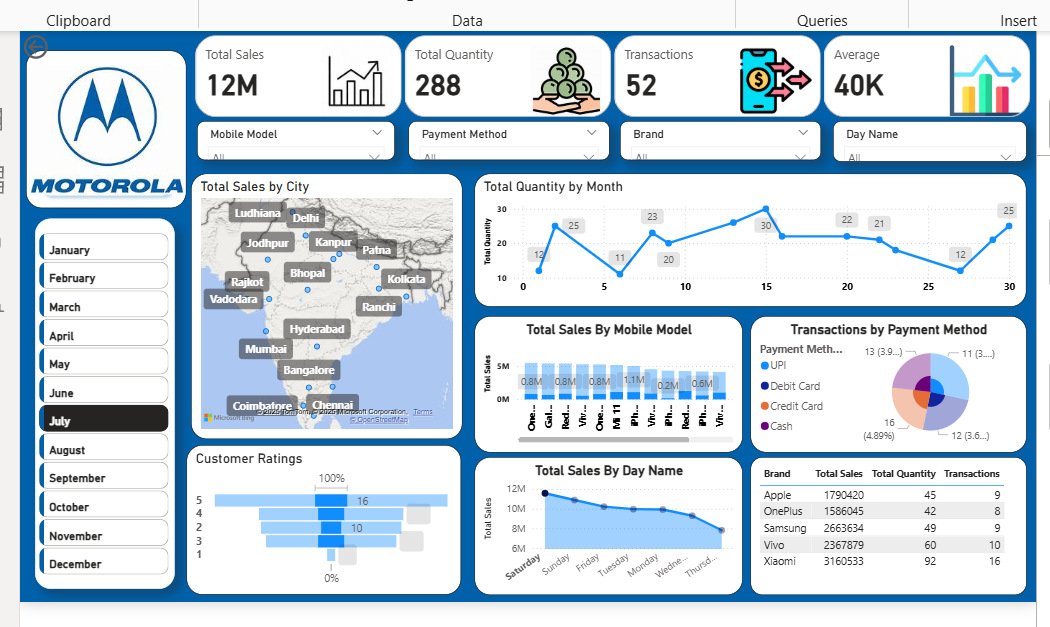 Clipboard
Data
Queries
Insert
MOTOROLA
Total Sales
12M
Total Quantity
288
Transactions
52
Average
40K
Mobile Model
All
Payment Method
All
Brand
All
Day Name
All
January
February
March
April
May
June
July
August
September
October
November
December
Total Sales by City
Ludhiana
Delhi
Jodhpur
Kanpur
Patna
Bhopal
Rajkot
Kolkata
Vadodara
Ranchi
Hyderabad
Mumbai
Bangalore
Coimbatore
Chennai
Microsoft Corporation, Terms
© OpenStreetMap
Total Quantity by Month
Total Quantity
30
20
10
12
25
11
23
20
30
22
21
12
25
0 5 10 15 20 25 30
Total Sales By Mobile Model
Total Sales
5M
0M
0.8M 0.8M 0.8M 1.1M 0.2M 0.6M
One... Gal... Red... Vivo... One... Mi 11 iPh... Vivo... iPh... Red... iPh... Vivo...
Transactions by Payment Method
Payment Meth...
UPI
Debit Card
Credit Card
Cash
13 (3.9...)
11 (3....)
16
(4.89%)
12 (3.6...)
Customer Ratings
100%
5
4
2
3
1
16
10
0%
Total Sales By Day Name
Total Sales
12M
10M
8M
6M
Saturday Sunday Friday Tuesday Monday Wedne... Thursd...
Brand Total Sales Total Quantity Transactions
Apple 1790420 45 9
OnePlus 1586045 42 8
Samsung 2663634 49 9
Vivo 2367879 60 10
Xiaomi 3160533 92 16